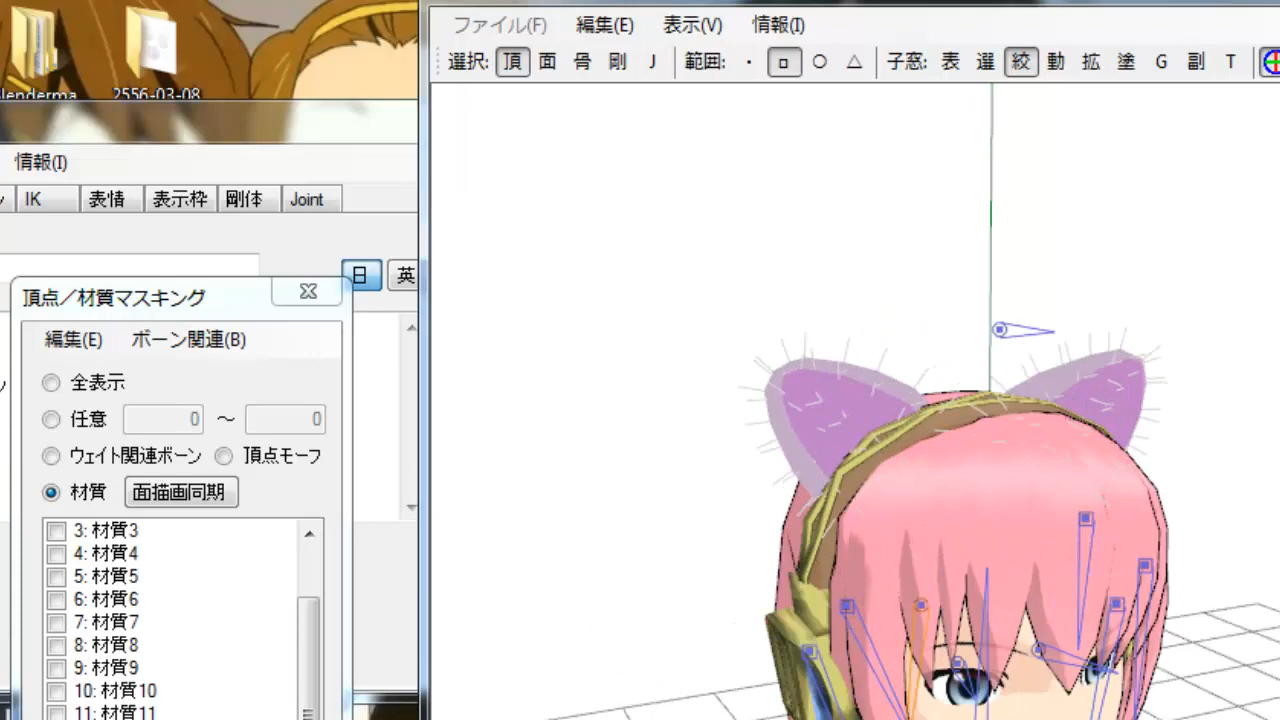 lenderma
2556-03-08
ファイル(F) 編集(E) 表示(V) 情報(I)
選択: 頂 面 骨 剛 J 範囲: 子窓: 表 選 絞 動 拡 塗 G 副 T
情報(I)
IK 表情 表示枠 剛体 Joint
日 英
頂点／材質マスキング
編集(E) ボーン関連(B)
全表示
任意 0 ～ 0
ウェイト関連ボーン 頂点モーフ
材質 面描画同期
3: 材質3
4: 材質4
5: 材質5
6: 材質6
7: 材質7
8: 材質8
9: 材質9
10: 材質10
11: 材質11